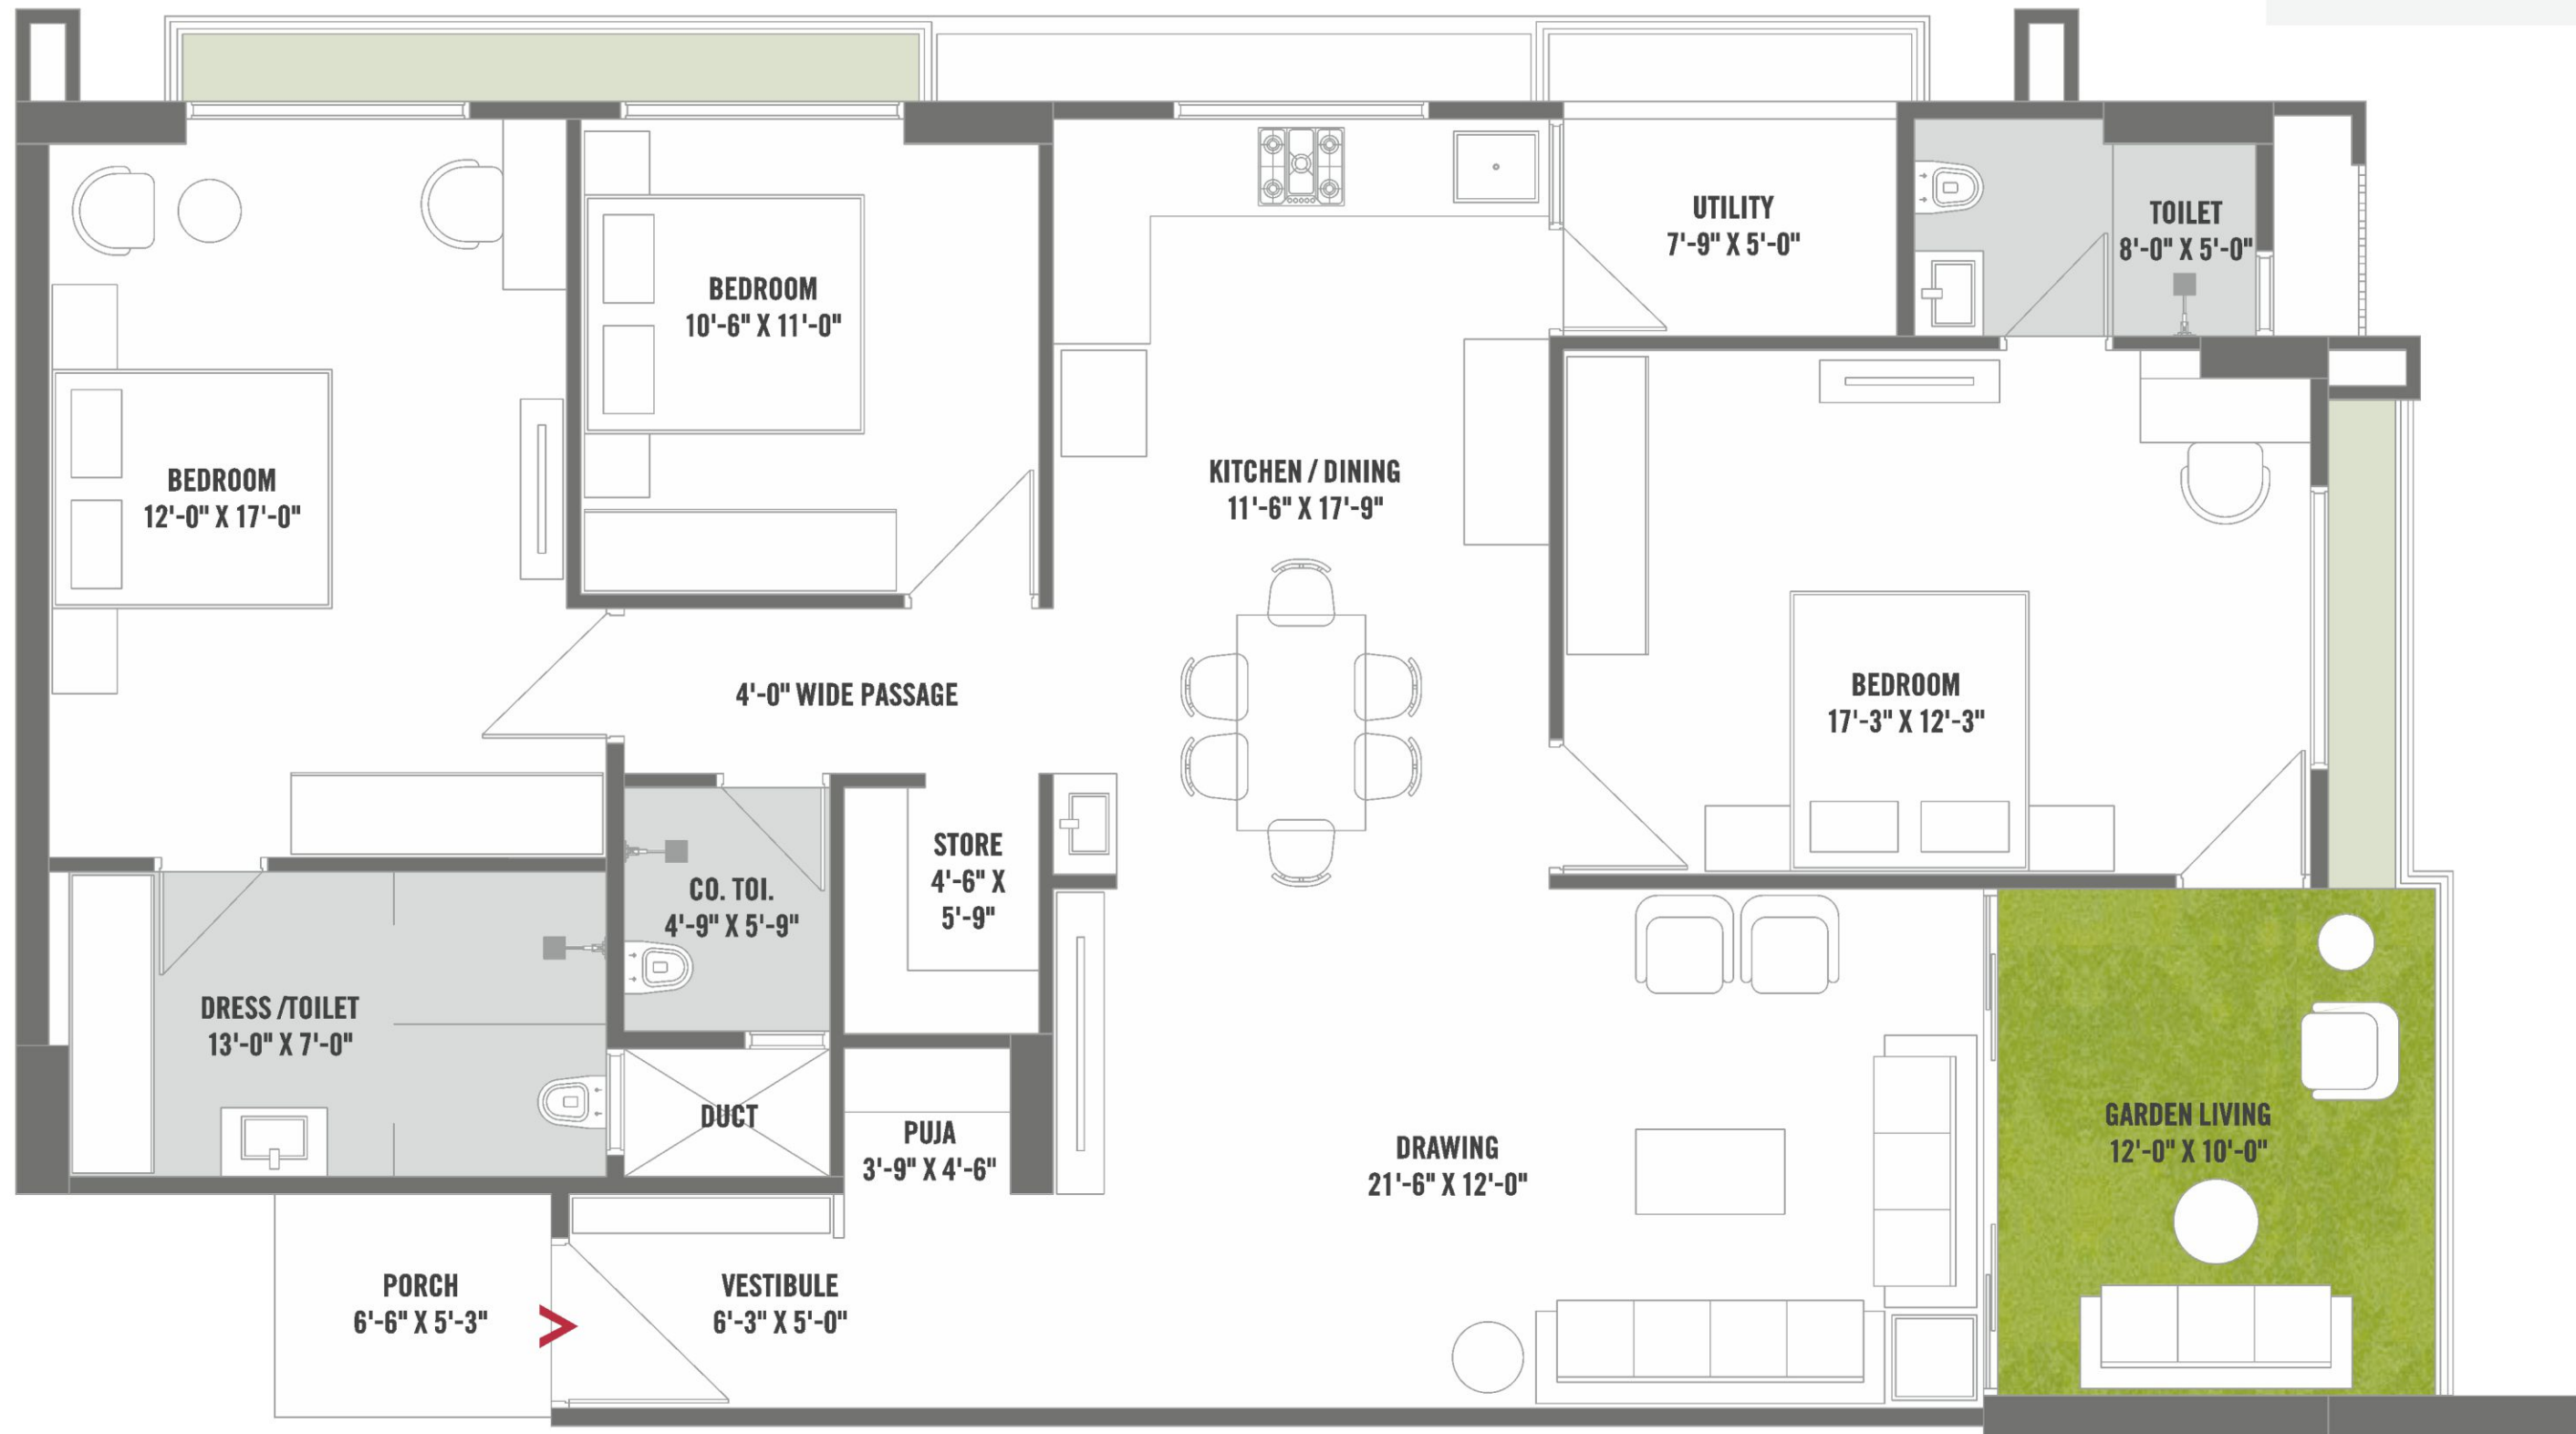 UTILITY
7'-9" X 5'-0"
TOILET
8'-0" X 5'-0"
BEDROOM
10'-6" X 11'-0"
BEDROOM
12'-0" X 17'-0"
KITCHEN / DINING
11'-6" X 17'-9"
4'-0" WIDE PASSAGE
BEDROOM
17'-3" X 12'-3"
STORE
4'-6" X
5'-9"
CO. TOI.
4'-9" X 5'-9"
DRESS /TOILET
13'-0" X 7'-0"
DUCT
PUJA
3'-9" X 4'-6"
DRAWING
21'-6" X 12'-0"
GARDEN LIVING
12'-0" X 10'-0"
PORCH
6'-6" X 5'-3"
VESTIBULE
6'-3" X 5'-0"